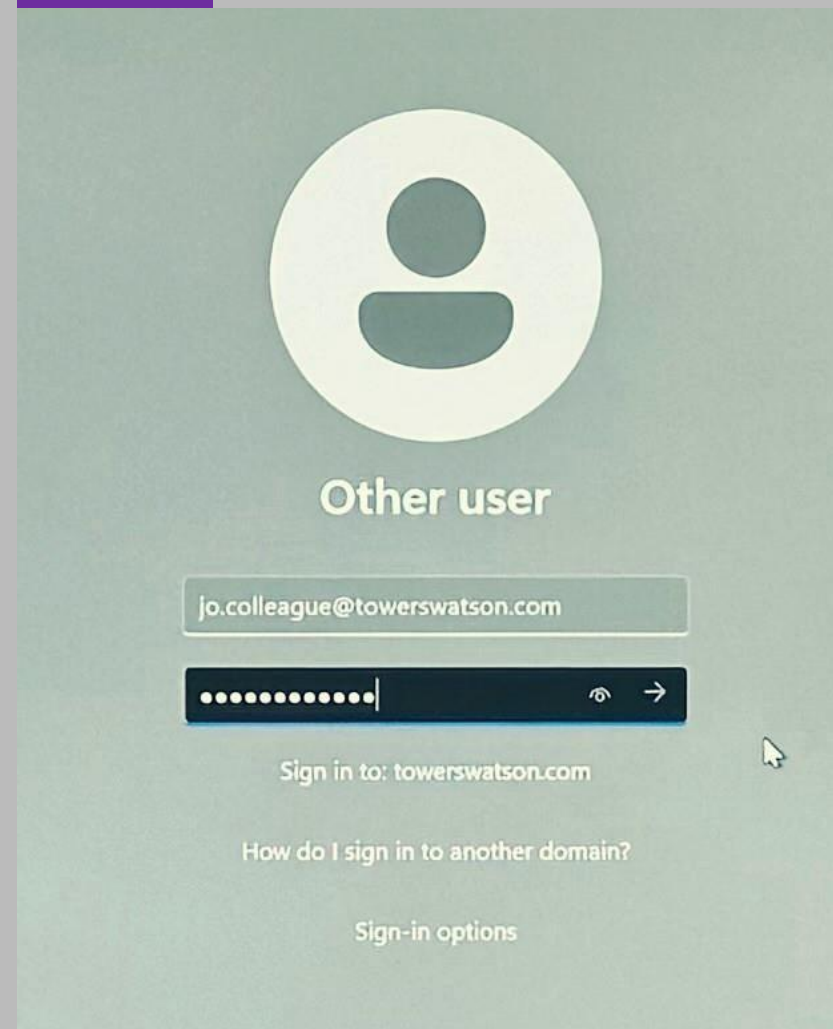 Other user
jo.colleague@towerswatson.com
••••••••••••
Sign in to: towerswatson.com
How do I sign in to another domain?
Sign-in options